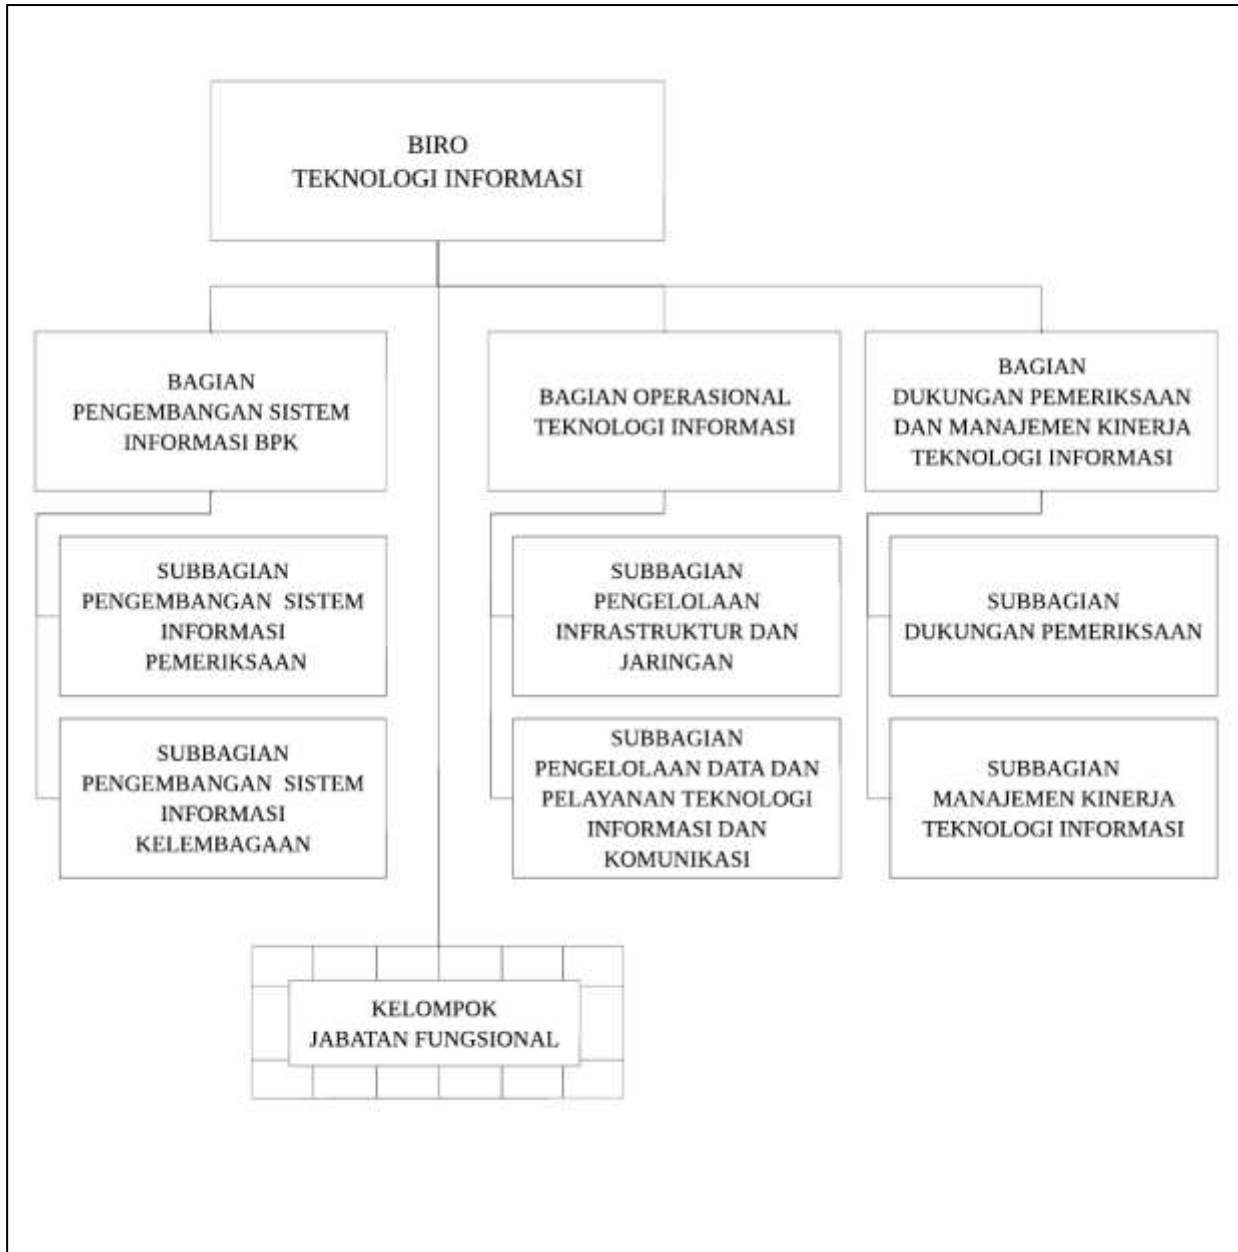 BIRO
TEKNOLOGI INFORMASI
BAGIAN
PENGEMBANGAN SISTEM
INFORMASI BPK
BAGIAN OPERASIONAL
TEKNOLOGI INFORMASI
BAGIAN
DUKUNGAN PEMERIKSAAN
DAN MANAJEMEN KINERJA
TEKNOLOGI INFORMASI
SUBBAGIAN
PENGEMBANGAN SISTEM
INFORMASI
PEMERIKSAAN
SUBBAGIAN
PENGELOLAAN
INFRASTRUKTUR DAN
JARINGAN
SUBBAGIAN
DUKUNGAN PEMERIKSAAN
SUBBAGIAN
PENGEMBANGAN SISTEM
INFORMASI
KELEMBAGAAN
SUBBAGIAN
PENGELOLAAN DATA DAN
PELAYANAN TEKNOLOGI
INFORMASI DAN
KOMUNIKASI
SUBBAGIAN
MANAJEMEN KINERJA
TEKNOLOGI INFORMASI
KELOMPOK
JABATAN FUNGSIONAL